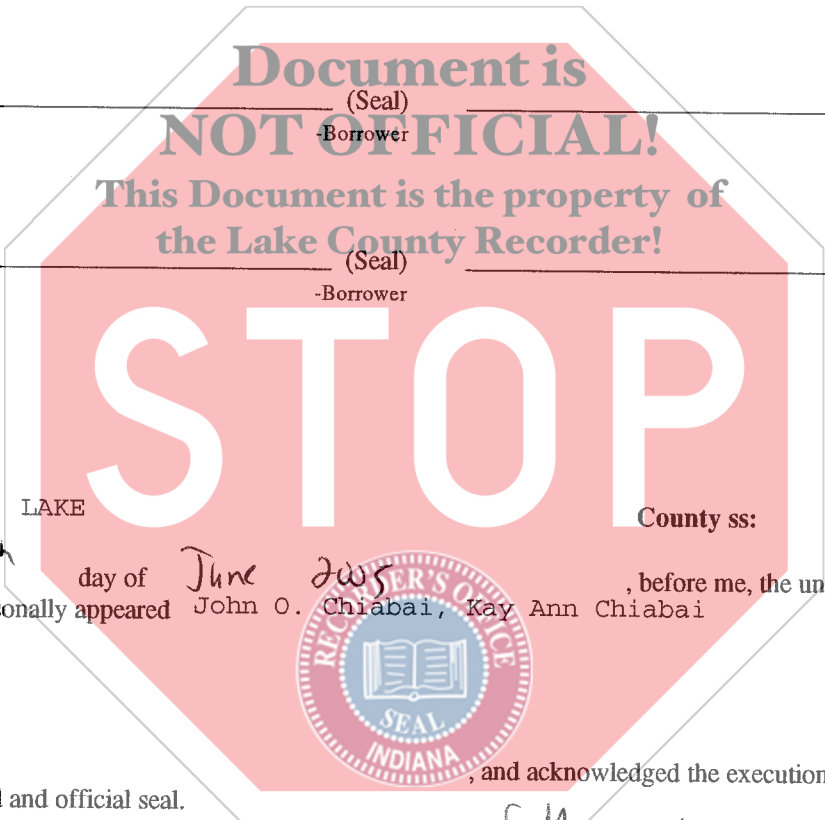 Document is
(Seal)
-Borrower
NOT OFFICIAL!
This Document is the property of
the Lake County Recorder!
(Seal)
-Borrower
STOP
LAKE
County ss:
day of June 2005 , before me, the un
onally appeared John O. Chiabai, Kay Ann Chiabai
RECORDER'S OFFICE
SEAL
INDIANA
, and acknowledged the execution
d and official seal.